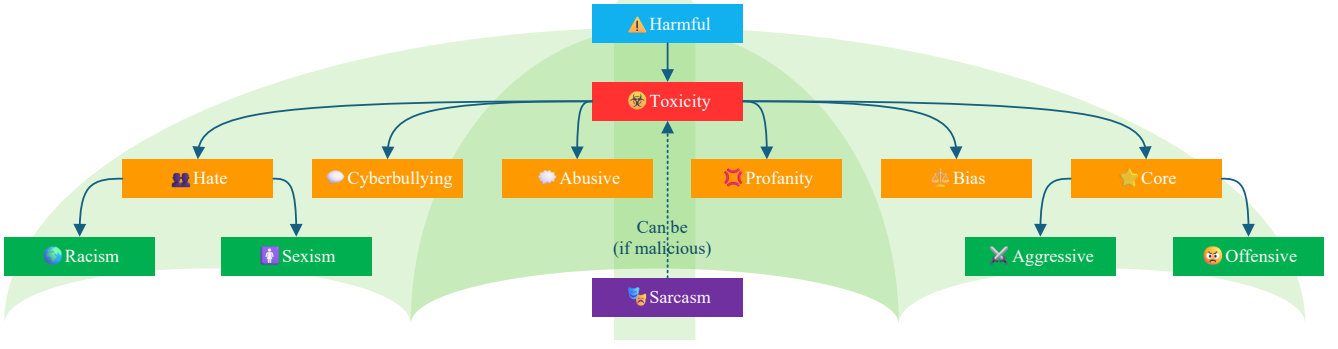 Harmful
Toxicity
Hate
Cyberbullying
Abusive
Profanity
Bias
Core
Can be
(if malicious)
Racism
Sexism
Aggressive
Offensive
Sarcasm